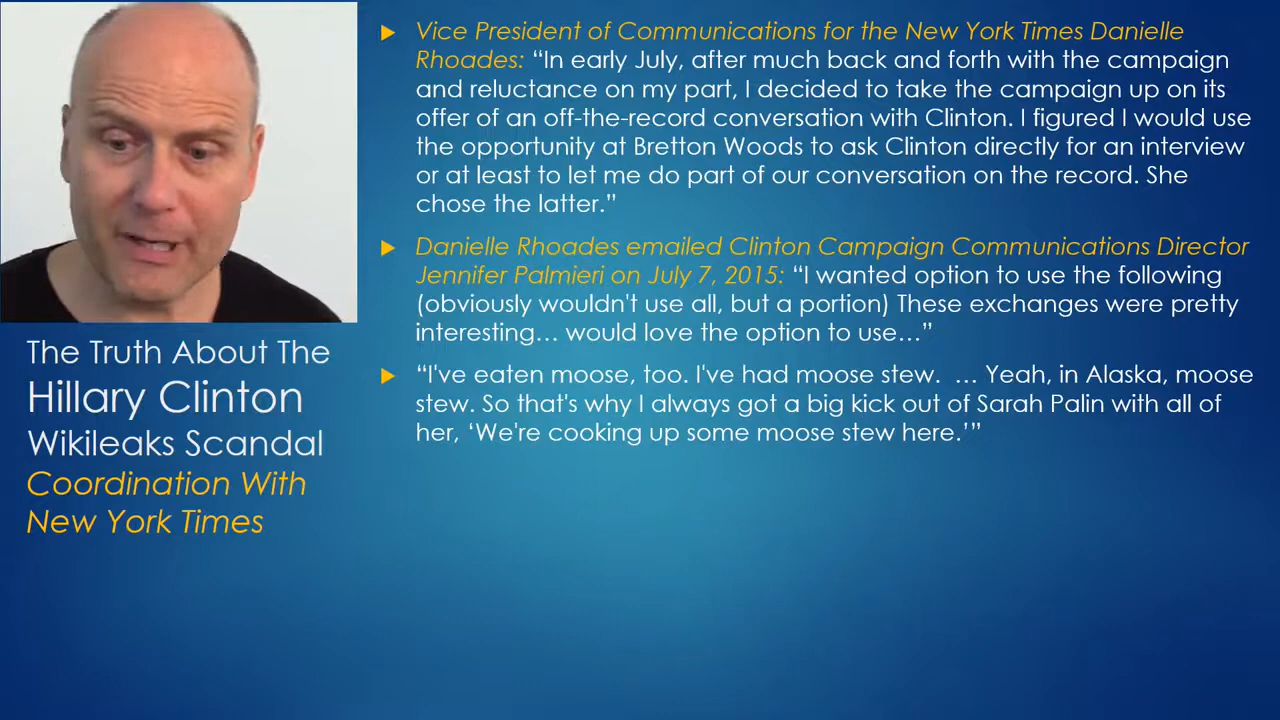 The Truth About The
Hillary Clinton
Wikileaks Scandal
Coordination With
New York Times
Vice President of Communications for the New York Times Danielle
Rhoades: “In early July, after much back and forth with the campaign
and reluctance on my part, I decided to take the campaign up on its
offer of an off-the-record conversation with Clinton. I figured I would use
the opportunity at Bretton Woods to ask Clinton directly for an interview
or at least to let me do part of our conversation on the record. She
chose the latter.”
Danielle Rhoades emailed Clinton Campaign Communications Director
Jennifer Palmieri on July 7, 2015: “I wanted option to use the following
(obviously wouldn't use all, but a portion) These exchanges were pretty
interesting… would love the option to use…”
“I've eaten moose, too. I've had moose stew.  … Yeah, in Alaska, moose
stew. So that's why I always got a big kick out of Sarah Palin with all of
her, ‘We're cooking up some moose stew here.’”